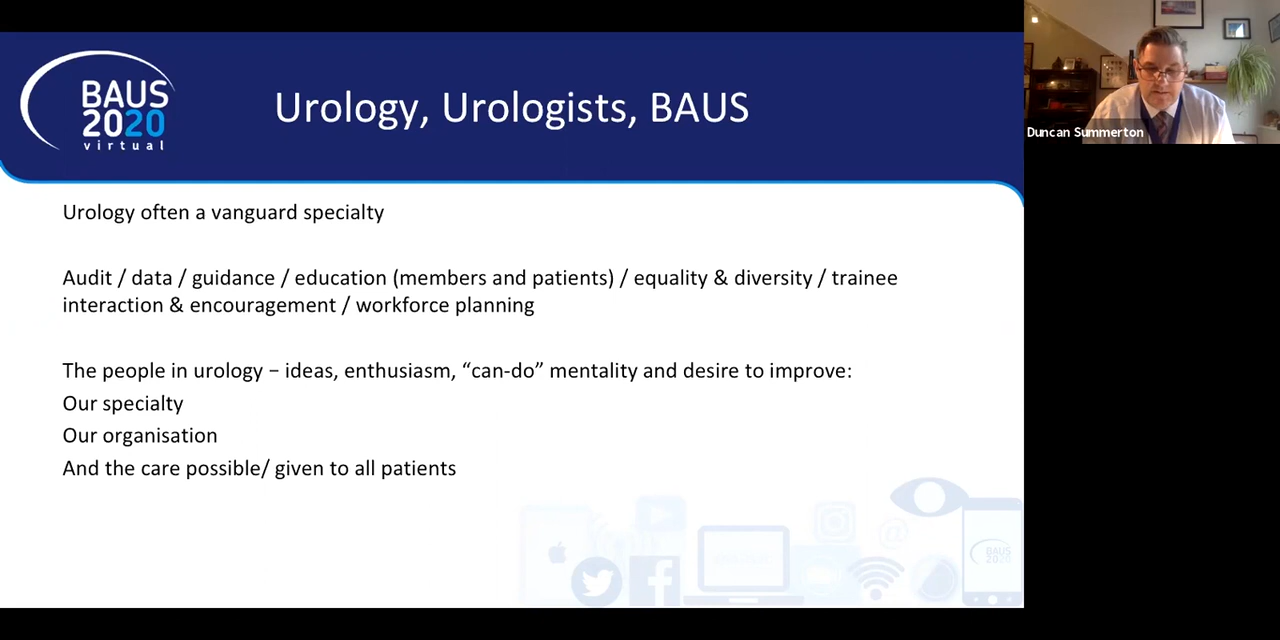 BAUS
2020
virtual
Urology, Urologists, BAUS
Duncan Summerton
Urology often a vanguard specialty
Audit / data / guidance / education (members and patients) / equality & diversity / trainee
interaction & encouragement / workforce planning
The people in urology – ideas, enthusiasm, “can-do” mentality and desire to improve:
Our specialty
Our organisation
And the care possible/ given to all patients
BAUS
2020